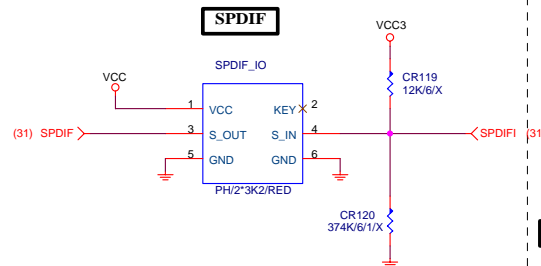 SPDIF
VCC3
SPDIF_IO
VCC
CR119
12K/6/X
1 VCC KEY 2
(31) SPDIF 3 S_OUT S_IN 4 SPDIFI (31
5 GND GND 6
PH/2*3K2/RED
CR120
374K/6/1/X